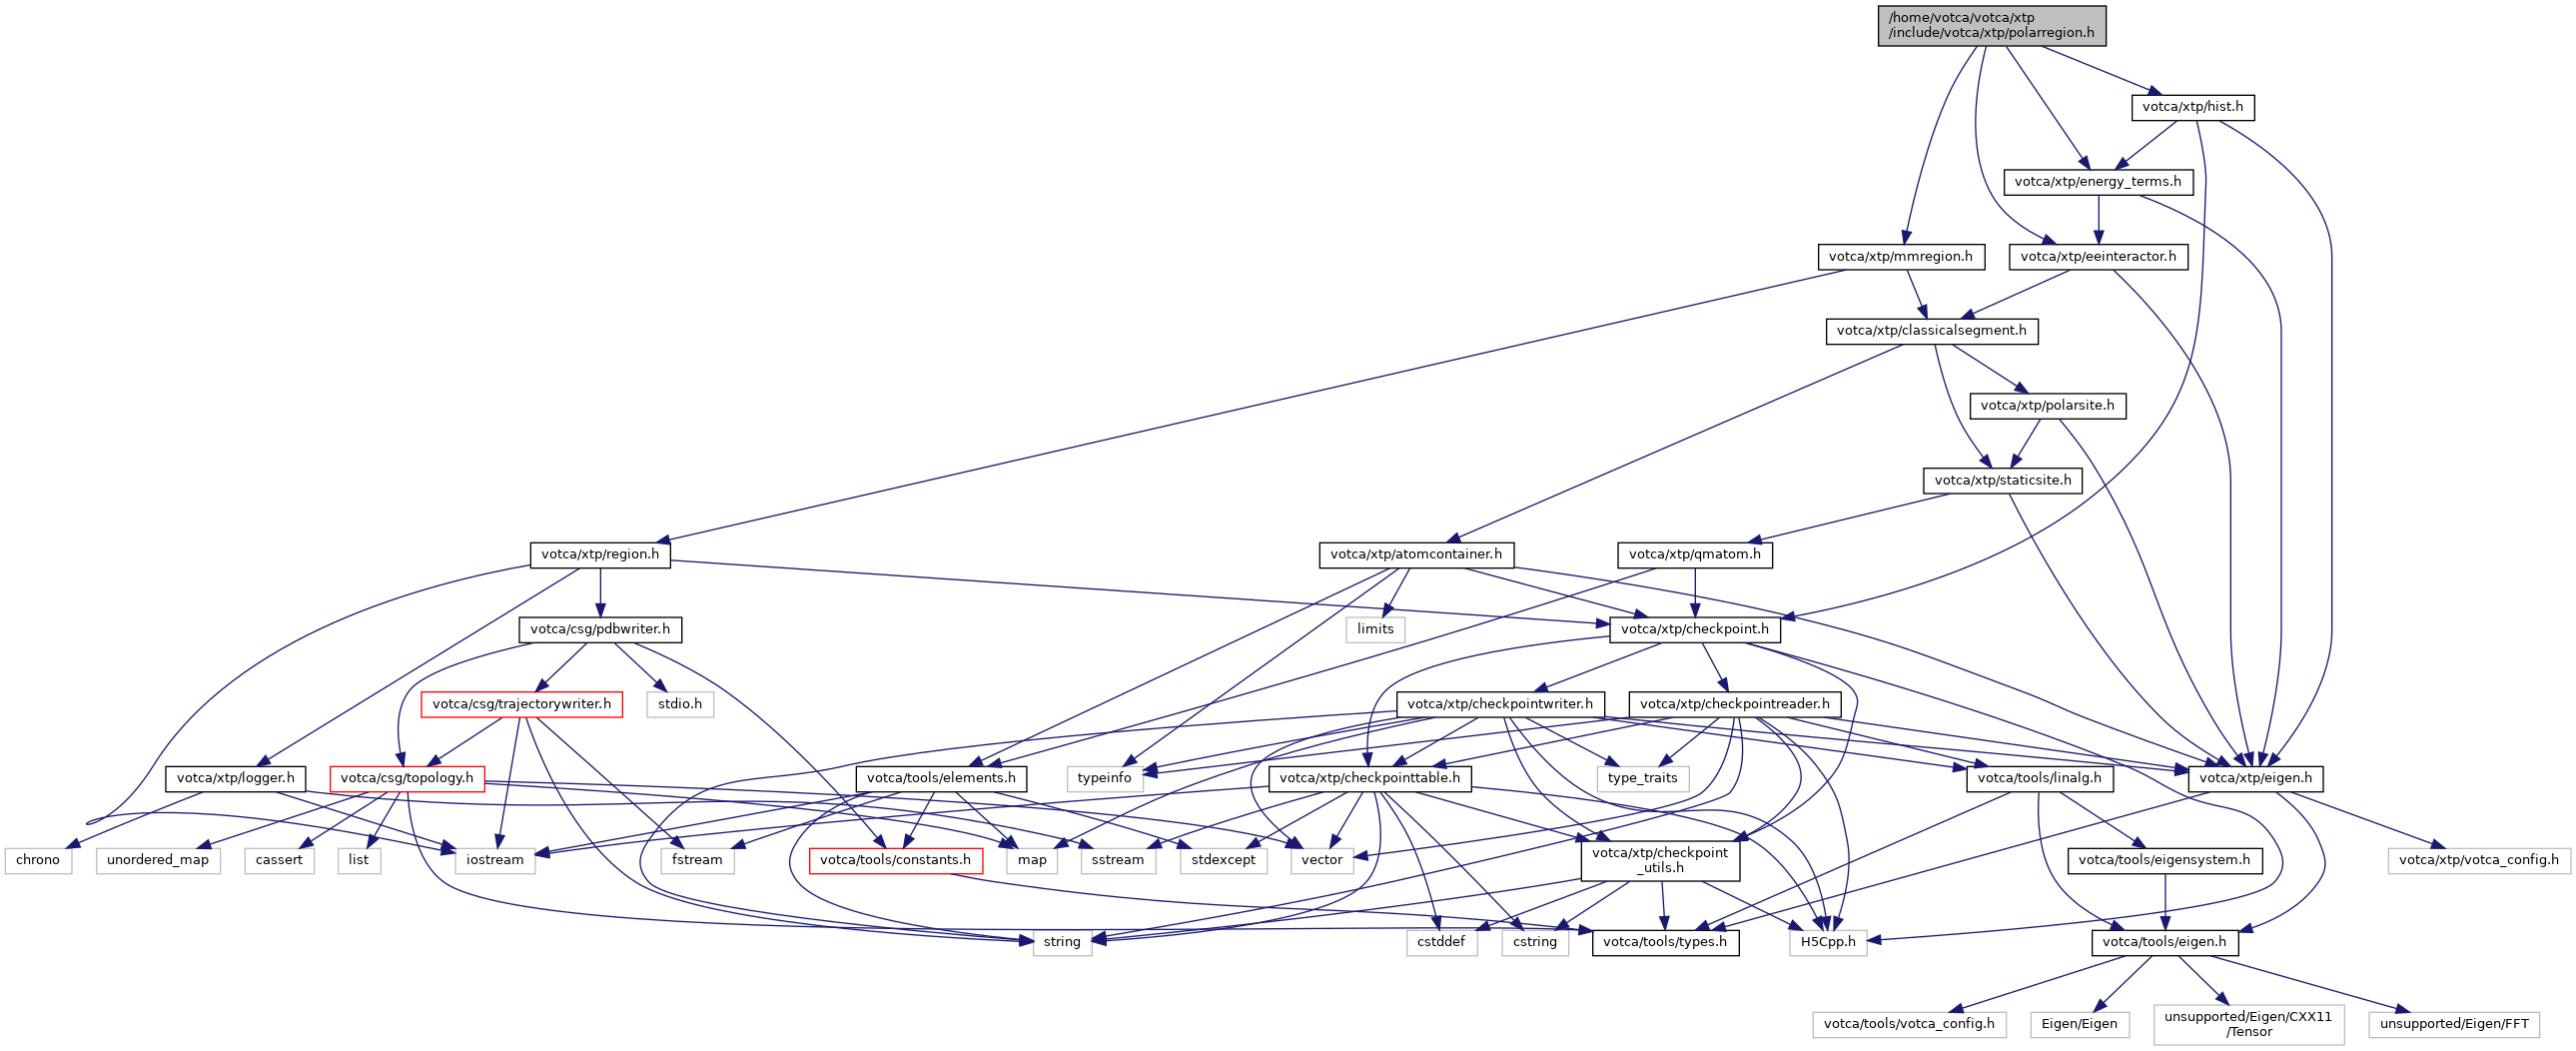 /home/votca/votca/xtp
/include/votca/xtp/polarregion.h
votca/xtp/hist.h
votca/xtp/energy_terms.h
votca/xtp/mmregion.h
votca/xtp/eeinteractor.h
votca/xtp/classicalsegment.h
votca/xtp/polarsite.h
votca/xtp/staticsite.h
votca/xtp/region.h
votca/xtp/atomcontainer.h
votca/xtp/qmatom.h
votca/csg/pdbwriter.h
limits
votca/xtp/checkpoint.h
votca/csg/trajectorywriter.h
stdio.h
votca/xtp/checkpointwriter.h
votca/xtp/checkpointreader.h
votca/xtp/logger.h
votca/csg/topology.h
votca/tools/elements.h
typeinfo
votca/xtp/checkpointtable.h
type_traits
votca/tools/linalg.h
votca/xtp/eigen.h
chrono
unordered_map
cassert
list
iostream
fstream
votca/tools/constants.h
map
sstream
stdexcept
vector
votca/xtp/checkpoint
_utils.h
votca/tools/eigensystem.h
votca/xtp/votca_config.h
string
cstddef
cstring
votca/tools/types.h
H5Cpp.h
votca/tools/eigen.h
votca/tools/votca_config.h
Eigen/Eigen
unsupported/Eigen/CXX11
/Tensor
unsupported/Eigen/FFT